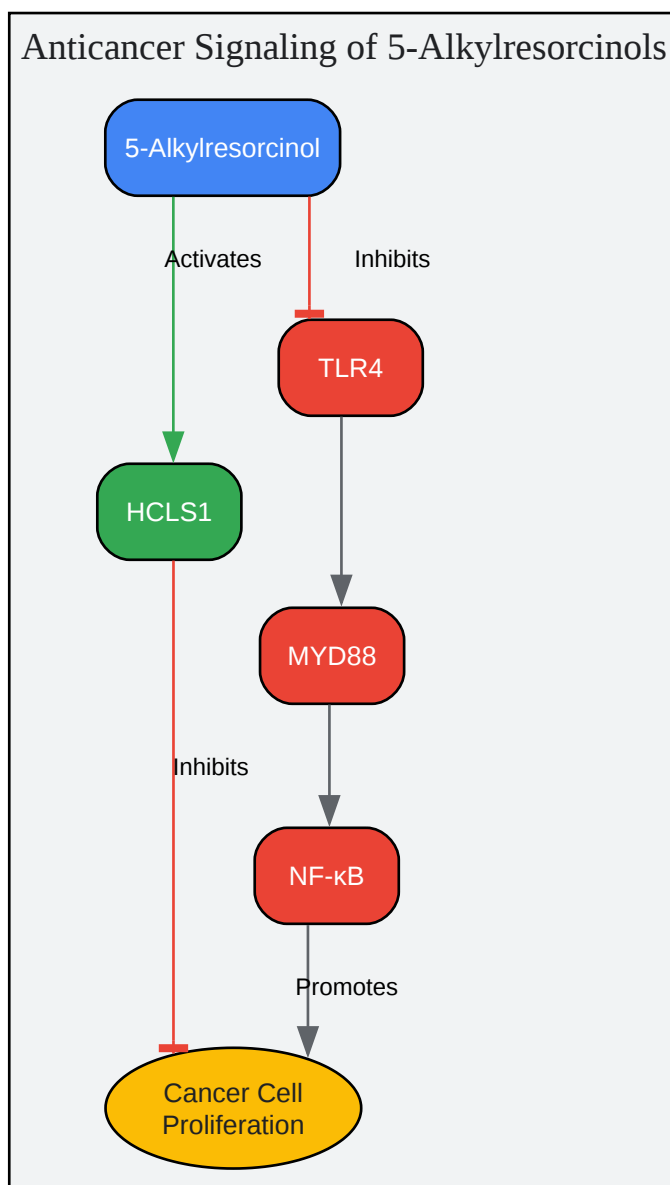 Anticancer Signaling of 5-Alkylresorcinols
5-Alkylresorcinol
Activates
Inhibits
TLR4
HCLS1
MYD88
Inhibits
NF-κB
Promotes
Cancer Cell
Proliferation